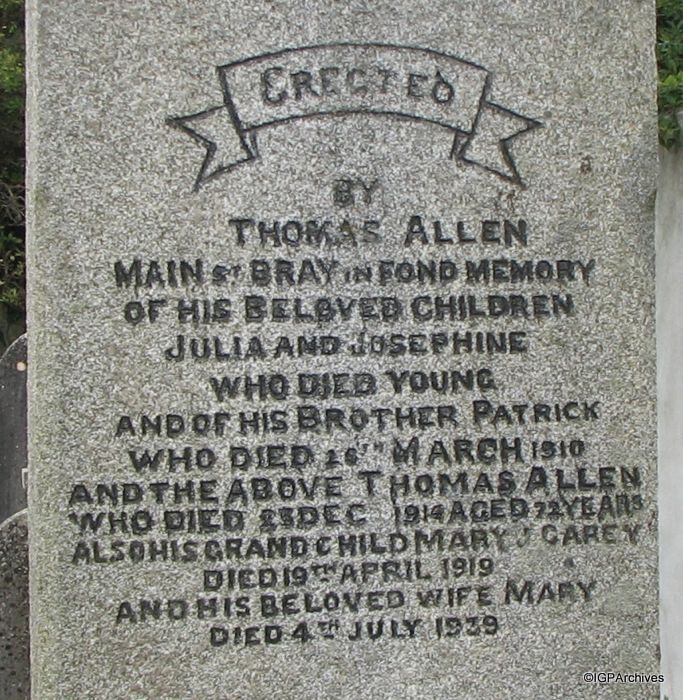 ERECTED
BY
THOMAS ALLEN
MAIN ST BRAY IN FOND MEMORY
OF HIS BELOVED CHILDREN
JULIA AND JOSEPHINE
WHO DIED YOUNG
AND OF HIS BROTHER PATRICK
WHO DIED 26TH MARCH 1910
AND THE ABOVE THOMAS ALLEN
WHO DIED 23 DEC 1914 AGED 72 YEARS
ALSO HIS GRAND CHILD MARY J CAREY
DIED 19TH APRIL 1919
AND HIS BELOVED WIFE MARY
DIED 4TH JULY 1939
©IGPArchives